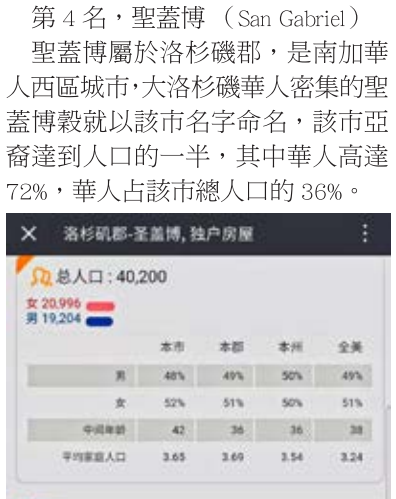 第 4 名，聖蓋博 （San Gabriel）
聖蓋博屬於洛杉磯郡，是南加華
人西區城市，大洛杉磯華人密集的聖
蓋博穀就以該市名字命名，該市亞
裔達到人口的一半，其中華人高達
72%，華人占該市總人口的 36%。
× 洛杉矶郡-圣盖博, 独户房屋
总人口 : 40,200
女 20,996
男 19,204
本市 本郡 本州 全美
男 48% 49% 50% 49%
女 52% 51% 50% 51%
中间年龄 42 36 36 38
平均家庭人口 3.65 3.69 3.54 3.24